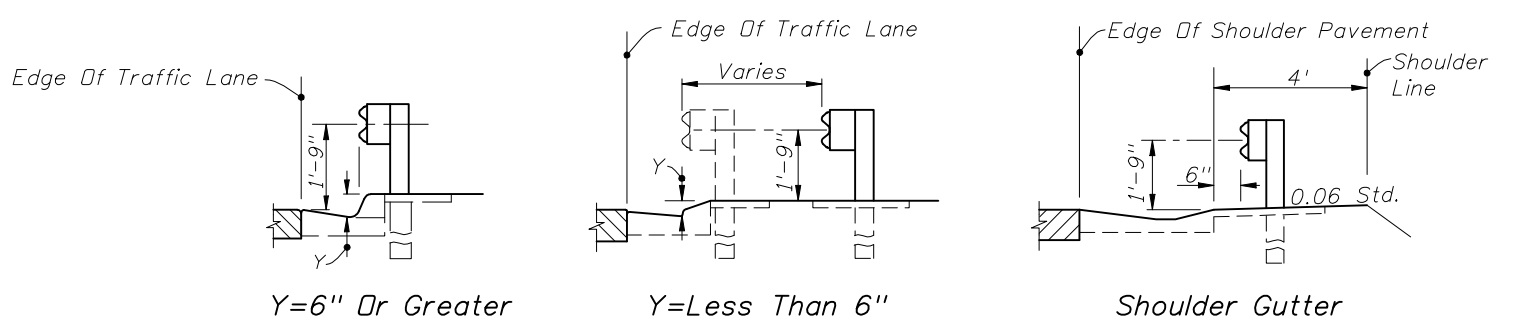 Edge Of Traffic Lane
1'-9"
Y
Y=6" Or Greater
Edge Of Traffic Lane
Varies
Y
1'-9"
Y=Less Than 6"
Edge Of Shoulder Pavement
Shoulder
Line
4'
1'-9"
6"
0.06 Std.
Shoulder Gutter